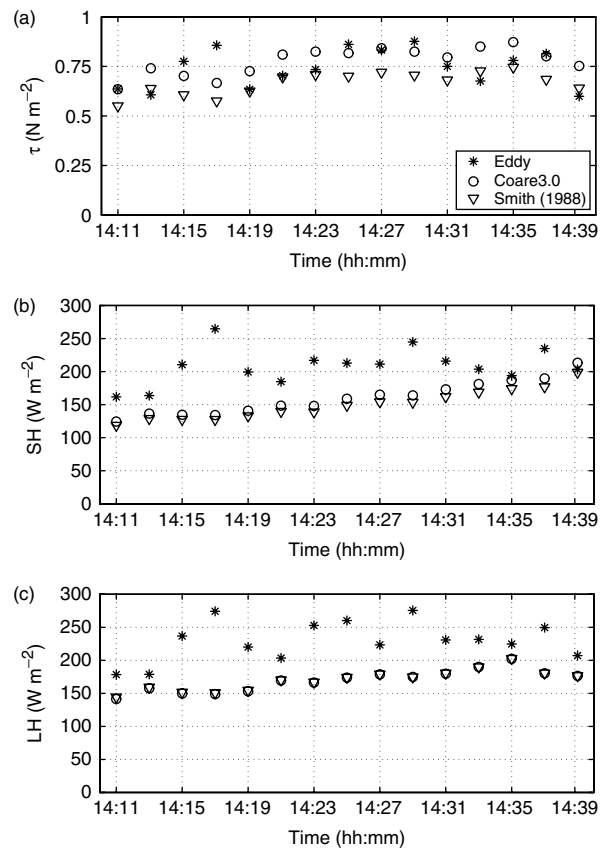 (a)
1
0.75
0.5
0.25
0
τ (N m−2)
Eddy
Coare3.0
Smith (1988)
14:11 14:15 14:19 14:23 14:27 14:31 14:35 14:39
Time (hh:mm)
(b)
300
250
200
150
100
50
0
SH (W m−2)
14:11 14:15 14:19 14:23 14:27 14:31 14:35 14:39
Time (hh:mm)
(c)
300
250
200
150
100
50
0
LH (W m−2)
14:11 14:15 14:19 14:23 14:27 14:31 14:35 14:39
Time (hh:mm)